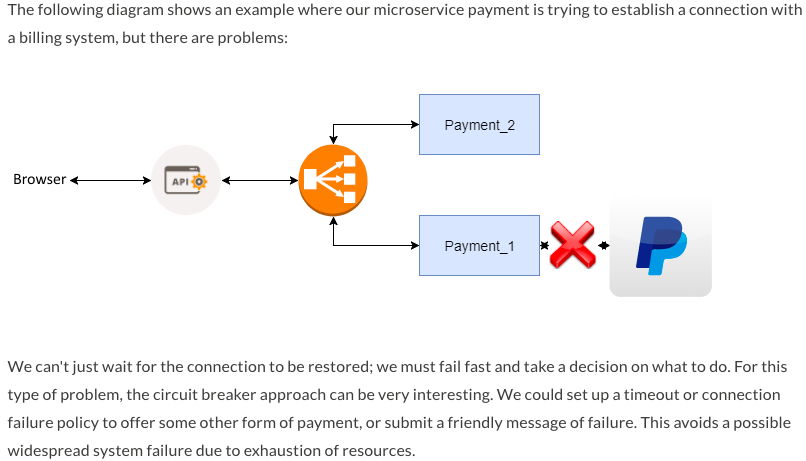 The following diagram shows an example where our microservice payment is trying to establish a connection with
a billing system, but there are problems:
Payment_2
Browser
API
Payment_1
We can't just wait for the connection to be restored; we must fail fast and take a decision on what to do. For this
type of problem, the circuit breaker approach can be very interesting. We could set up a timeout or connection
failure policy to offer some other form of payment, or submit a friendly message of failure. This avoids a possible
widespread system failure due to exhaustion of resources.